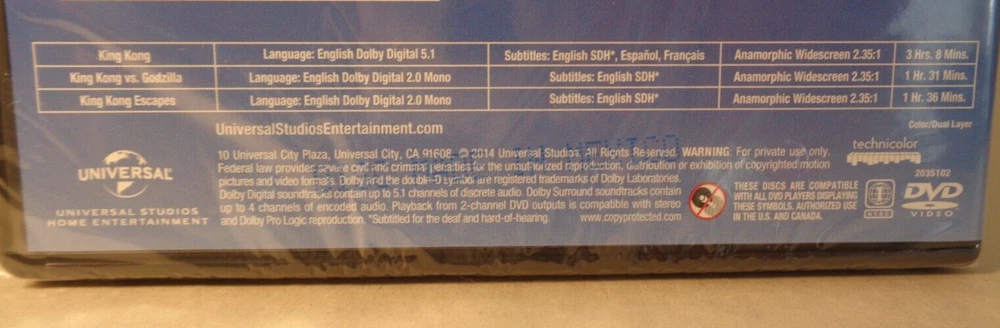 King Kong Language: English Dolby Digital 5.1 Subtitles: English SDH*, Español, Français Anamorphic Widescreen 2.35:1 3 Hrs. 8 Mins.
King Kong vs. Godzilla Language: English Dolby Digital 2.0 Mono Subtitles: English SDH* Anamorphic Widescreen 2.35:1 1 Hr. 31 Mins.
King Kong Escapes Language: English Dolby Digital 2.0 Mono Subtitles: English SDH* Anamorphic Widescreen 2.35:1 1 Hr. 36 Mins.
Color/Dual Layer
UniversalStudiosEntertainment.com
10 Universal City Plaza, Universal City, CA 91608. ©2014 Universal Studios. All Rights Reserved. WARNING: For private use only.
Federal law provides severe civil and criminal penalties for the unauthorized reproduction, distribution or exhibition of copyrighted motion
pictures and video formats. Dolby and the double-D symbol are registered trademarks of Dolby Laboratories.
Dolby Digital soundtracks contain up to 5.1 channels of discrete audio. Dolby Surround soundtracks contain
up to 4 channels of encoded audio. Playback from 2-channel DVD outputs is compatible with stereo
and Dolby Pro Logic reproduction. *Subtitled for the deaf and hard-of-hearing. www.copyprotected.com
UNIVERSAL
UNIVERSAL STUDIOS
HOME ENTERTAINMENT
technicolor
2035102
THESE DISCS ARE COMPATIBLE
WITH ALL DVD PLAYERS DISPLAYING
THESE SYMBOLS. AUTHORIZED USE
IN THE U.S. AND CANADA.
DVD
VIDEO
IN MEXICO